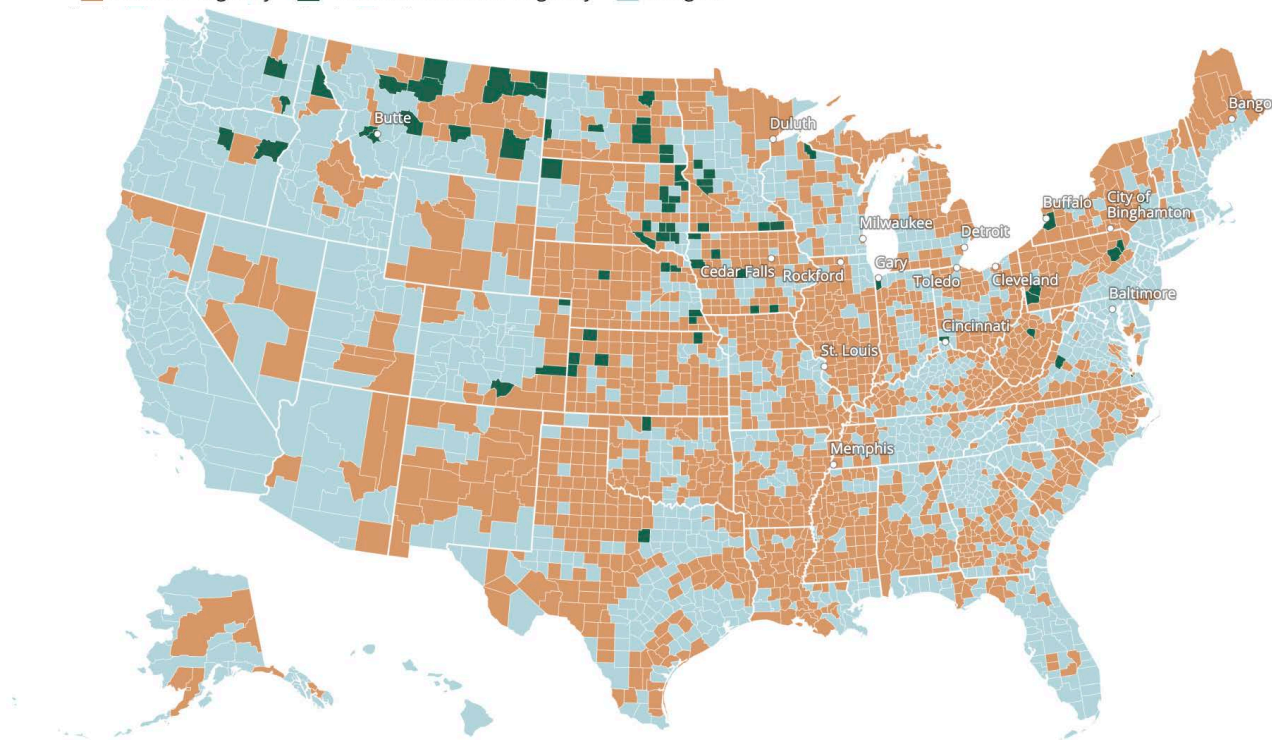 Butte
Duluth
Bango
Buffalo
City of
Binghamton
Milwaukee
Detroit
Gary
Cedar Falls
Rockford
Toledo
Cleveland
Baltimore
Cincinnati
St. Louis
Memphis